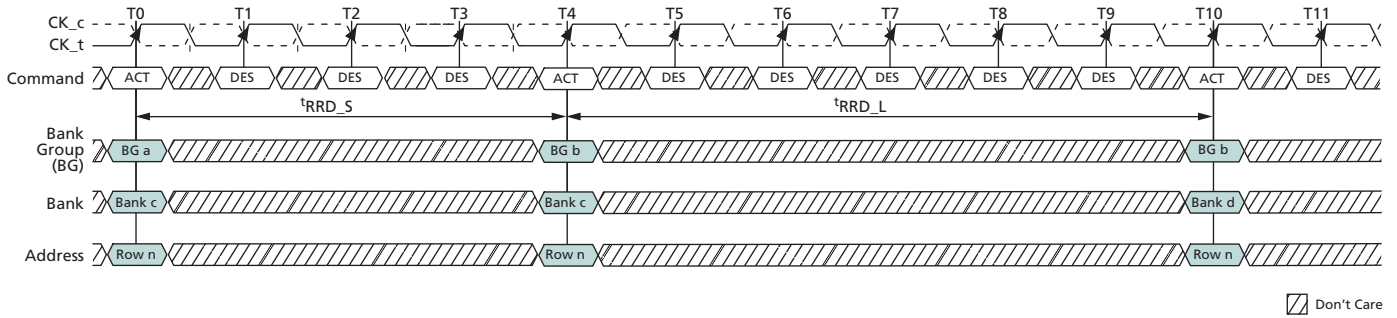 T0 T1 T2 T3 T4 T5 T6 T7 T8 T9 T10 T11
CK_c
CK_t
Command ACT DES DES DES ACT DES DES DES DES DES ACT DES
tRRD_S tRRD_L
Bank
Group
(BG)
BG a BG b BG b
Bank Bank c Bank c Bank d
Address Row n Row n Row n
Don't Care